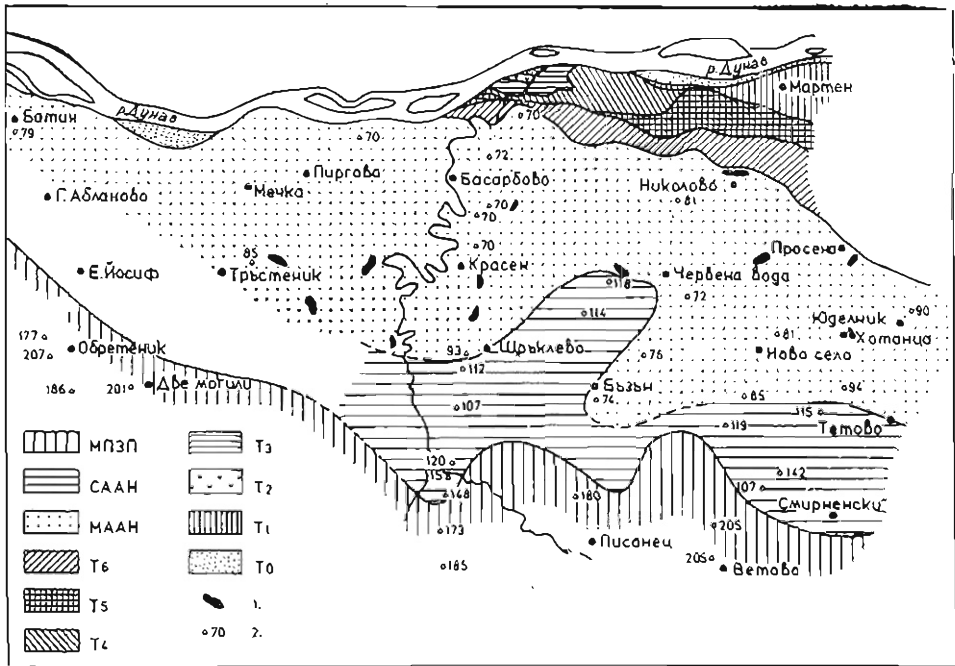 р. Дунав
Мартен
Батин
79
р. Дунав
70
70
72
Пиргово
Басарбово
Николово
Мечка
81
Г. Абланово
70
70
Просена
85
70
Е. Йосиф
Тръстеник
Красен
Червена вода
118
72
90
114
Юделник
177
81
Хотанца
207
Обретеник
93
Щръклево
76
Ново село
112
186
201
Две могили
Бъзън
94
74
85
107
115
119
Тетово
МПЗП
Т3
120
142
158
107
СААН
Т2
148
180
Смирненски
МААН
Т1
173
205
Писанец
Т6
Т0
185
205
Ветово
Т5
1.
70
2.
Т4